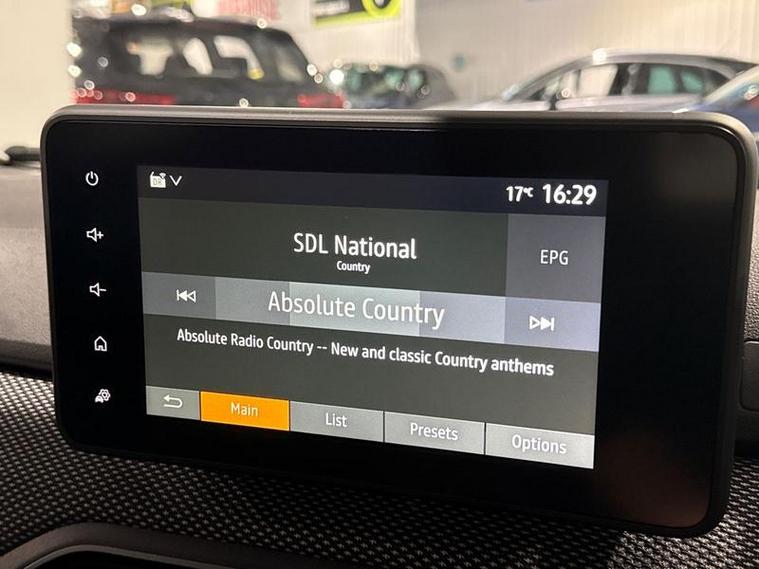 17°C 16:29
SDL National
Country
EPG
Absolute Country
Absolute Radio Country -- New and classic Country anthems
Main
List
Presets
Options